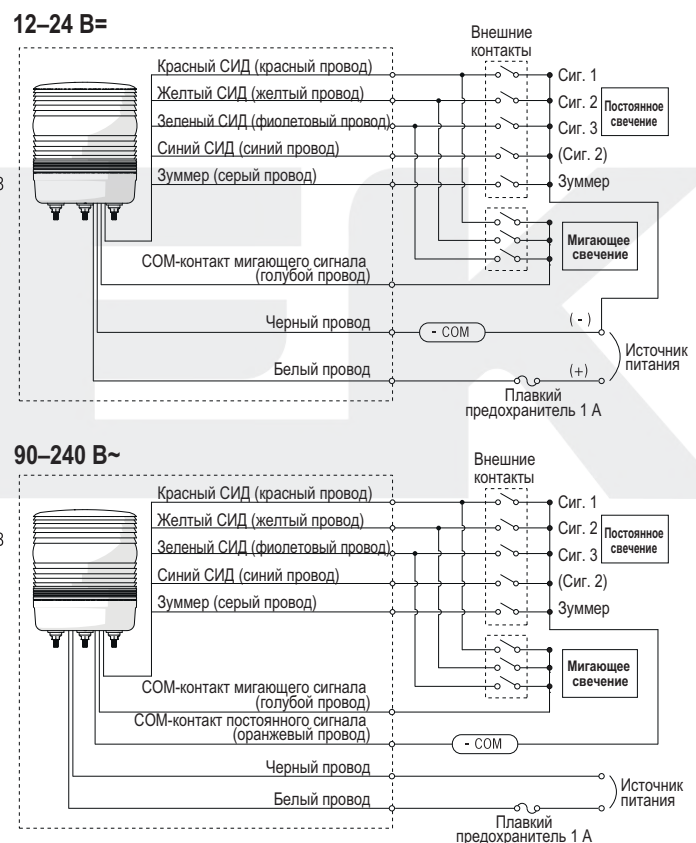 12–24 В=
Внешние
контакты
Красный СИД (красный провод)
Сиг. 1
Желтый СИД (желтый провод)
Сиг. 2
Постоянное
свечение
Зеленый СИД (фиолетовый провод)
Сиг. 3
Синий СИД (синий провод)
(Сиг. 2)
Зуммер (серый провод)
Зуммер
Мигающее
свечение
COM-контакт мигающего сигнала
(голубой провод)
Черный провод
- COM
( - )
Источник
питания
Белый провод
(+)
Плавкий
предохранитель 1 А
90–240 В~
Внешние
контакты
Красный СИД (красный провод)
Сиг. 1
Желтый СИД (желтый провод)
Сиг. 2
Постоянное
свечение
Зеленый СИД (фиолетовый провод)
Сиг. 3
Синий СИД (синий провод)
(Сиг. 2)
Зуммер (серый провод)
Зуммер
Мигающее
свечение
COM-контакт мигающего сигнала
(голубой провод)
COM-контакт постоянного сигнала
(оранжевый провод)
- COM
Черный провод
Источник
питания
Белый провод
Плавкий
предохранитель 1 А